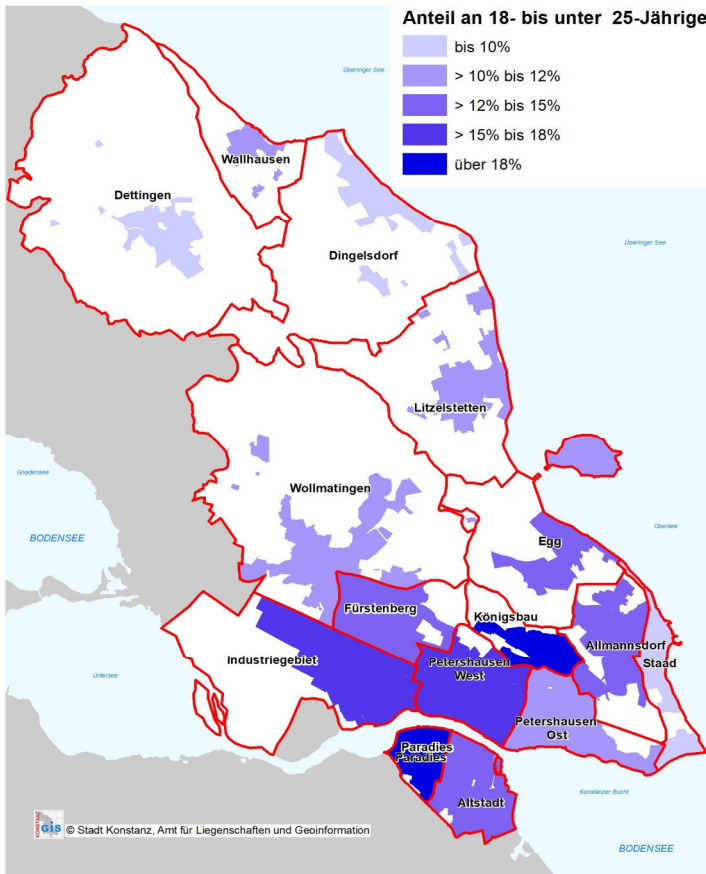 Anteil an 18- bis unter 25-Jährige
bis 10%
> 10% bis 12%
> 12% bis 15%
> 15% bis 18%
über 18%
Überlinger See
Wallhausen
Dettingen
Dingelsdorf
Überlinger See
Litzelstetten
Gnadensee
Wollmatingen
BODENSEE
Obersee
Egg
Fürstenberg
Königsbau
Allmannsdorf
Industriegebiet
Petershausen
West
Staad
Untersee
Petershausen
Ost
Paradies
Paradies
Konstanzer Bucht
Altstadt
KONSTANZ
GIS
© Stadt Konstanz, Amt für Liegenschaften und Geoinformation
BODENSEE